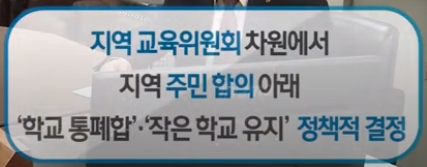 지역 교육위원회 차원에서
지역 주민 합의 아래
‘학교 통폐합’·‘작은 학교 유지’ 정책적 결정